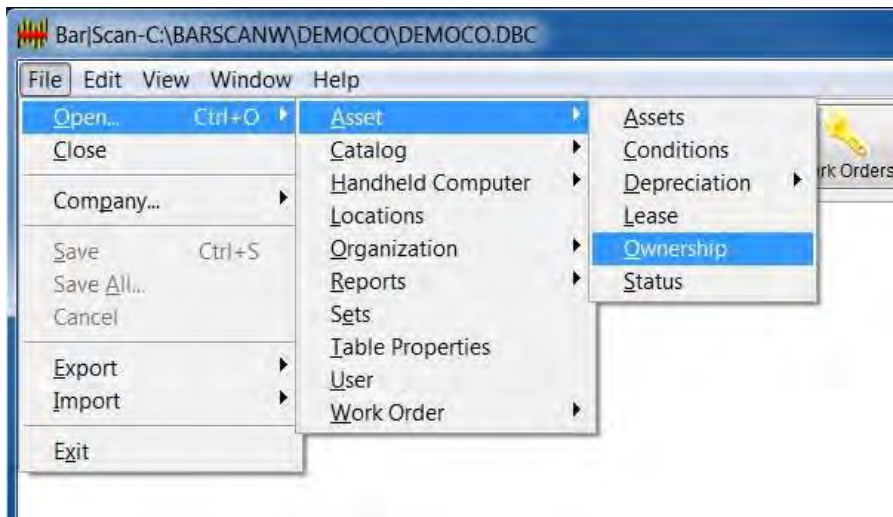 Bar|Scan-C:\BARSCANW\DEMOCO\DEMOCO.DBC
File Edit View Window Help
Open... Ctrl+O
Close
Company...
Save Ctrl+S
Save All...
Cancel
Export
Import
Exit
Asset
Catalog
Handheld Computer
Locations
Organization
Reports
Sets
Table Properties
User
Work Order
Assets
Conditions
Depreciation
Lease
Ownership
Status
rk Orders